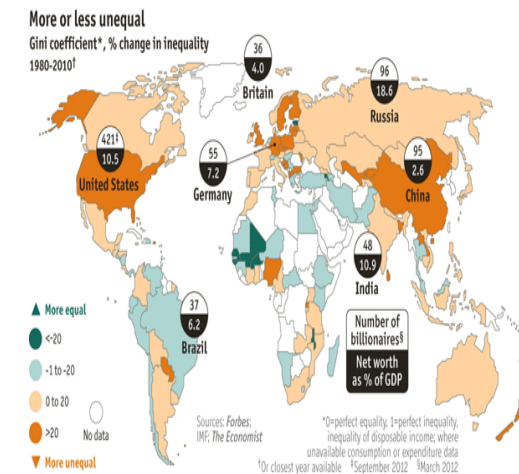 More or less unequal
Gini coefficient*, % change in inequality
1980-2010†
36
4.0
Britain
96
18.6
Russia
421‡
10.5
United States
55
7.2
Germany
95
2.6
China
48
10.9
India
37
6.2
Brazil
More equal
<-20
-1 to -20
0 to 20
>20
No data
More unequal
Number of
billionaires§
Net worth
as % of GDP
Sources: Forbes;
IMF; The Economist
*0=perfect equality, 1=perfect inequality,
inequality of disposable income; where
unavailable consumption or expenditure data
†Or closest year available ‡September 2012 §March 2012